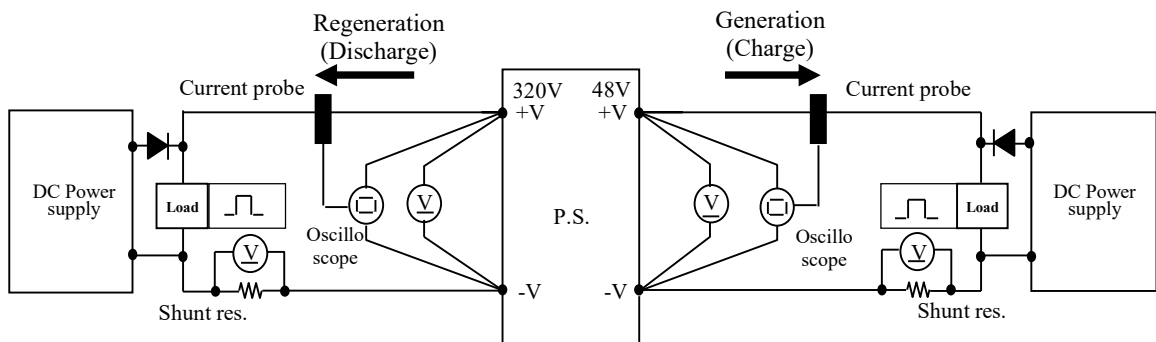 Regeneration
(Discharge)
Generation
(Charge)
Current probe
320V
+V
48V
+V
Current probe
DC Power
supply
Load
V
Oscillo
scope
V
Shunt res.
P.S.
-V
-V
V
Oscillo
scope
Load
V
Shunt res.
DC Power
supply